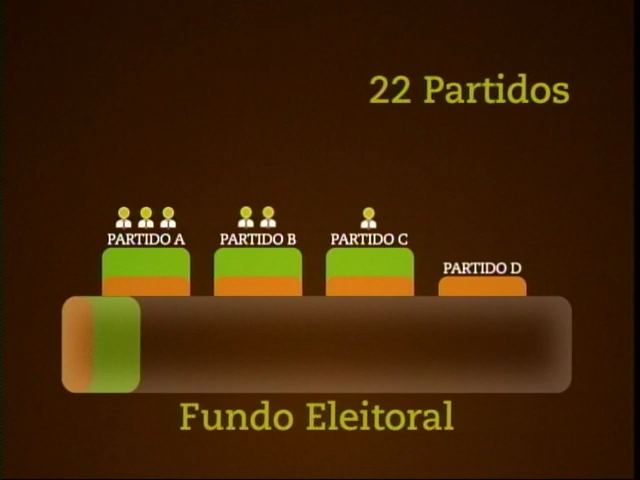 22 Partidos
PARTIDO A
PARTIDO B
PARTIDO C
PARTIDO D
Fundo Eleitoral